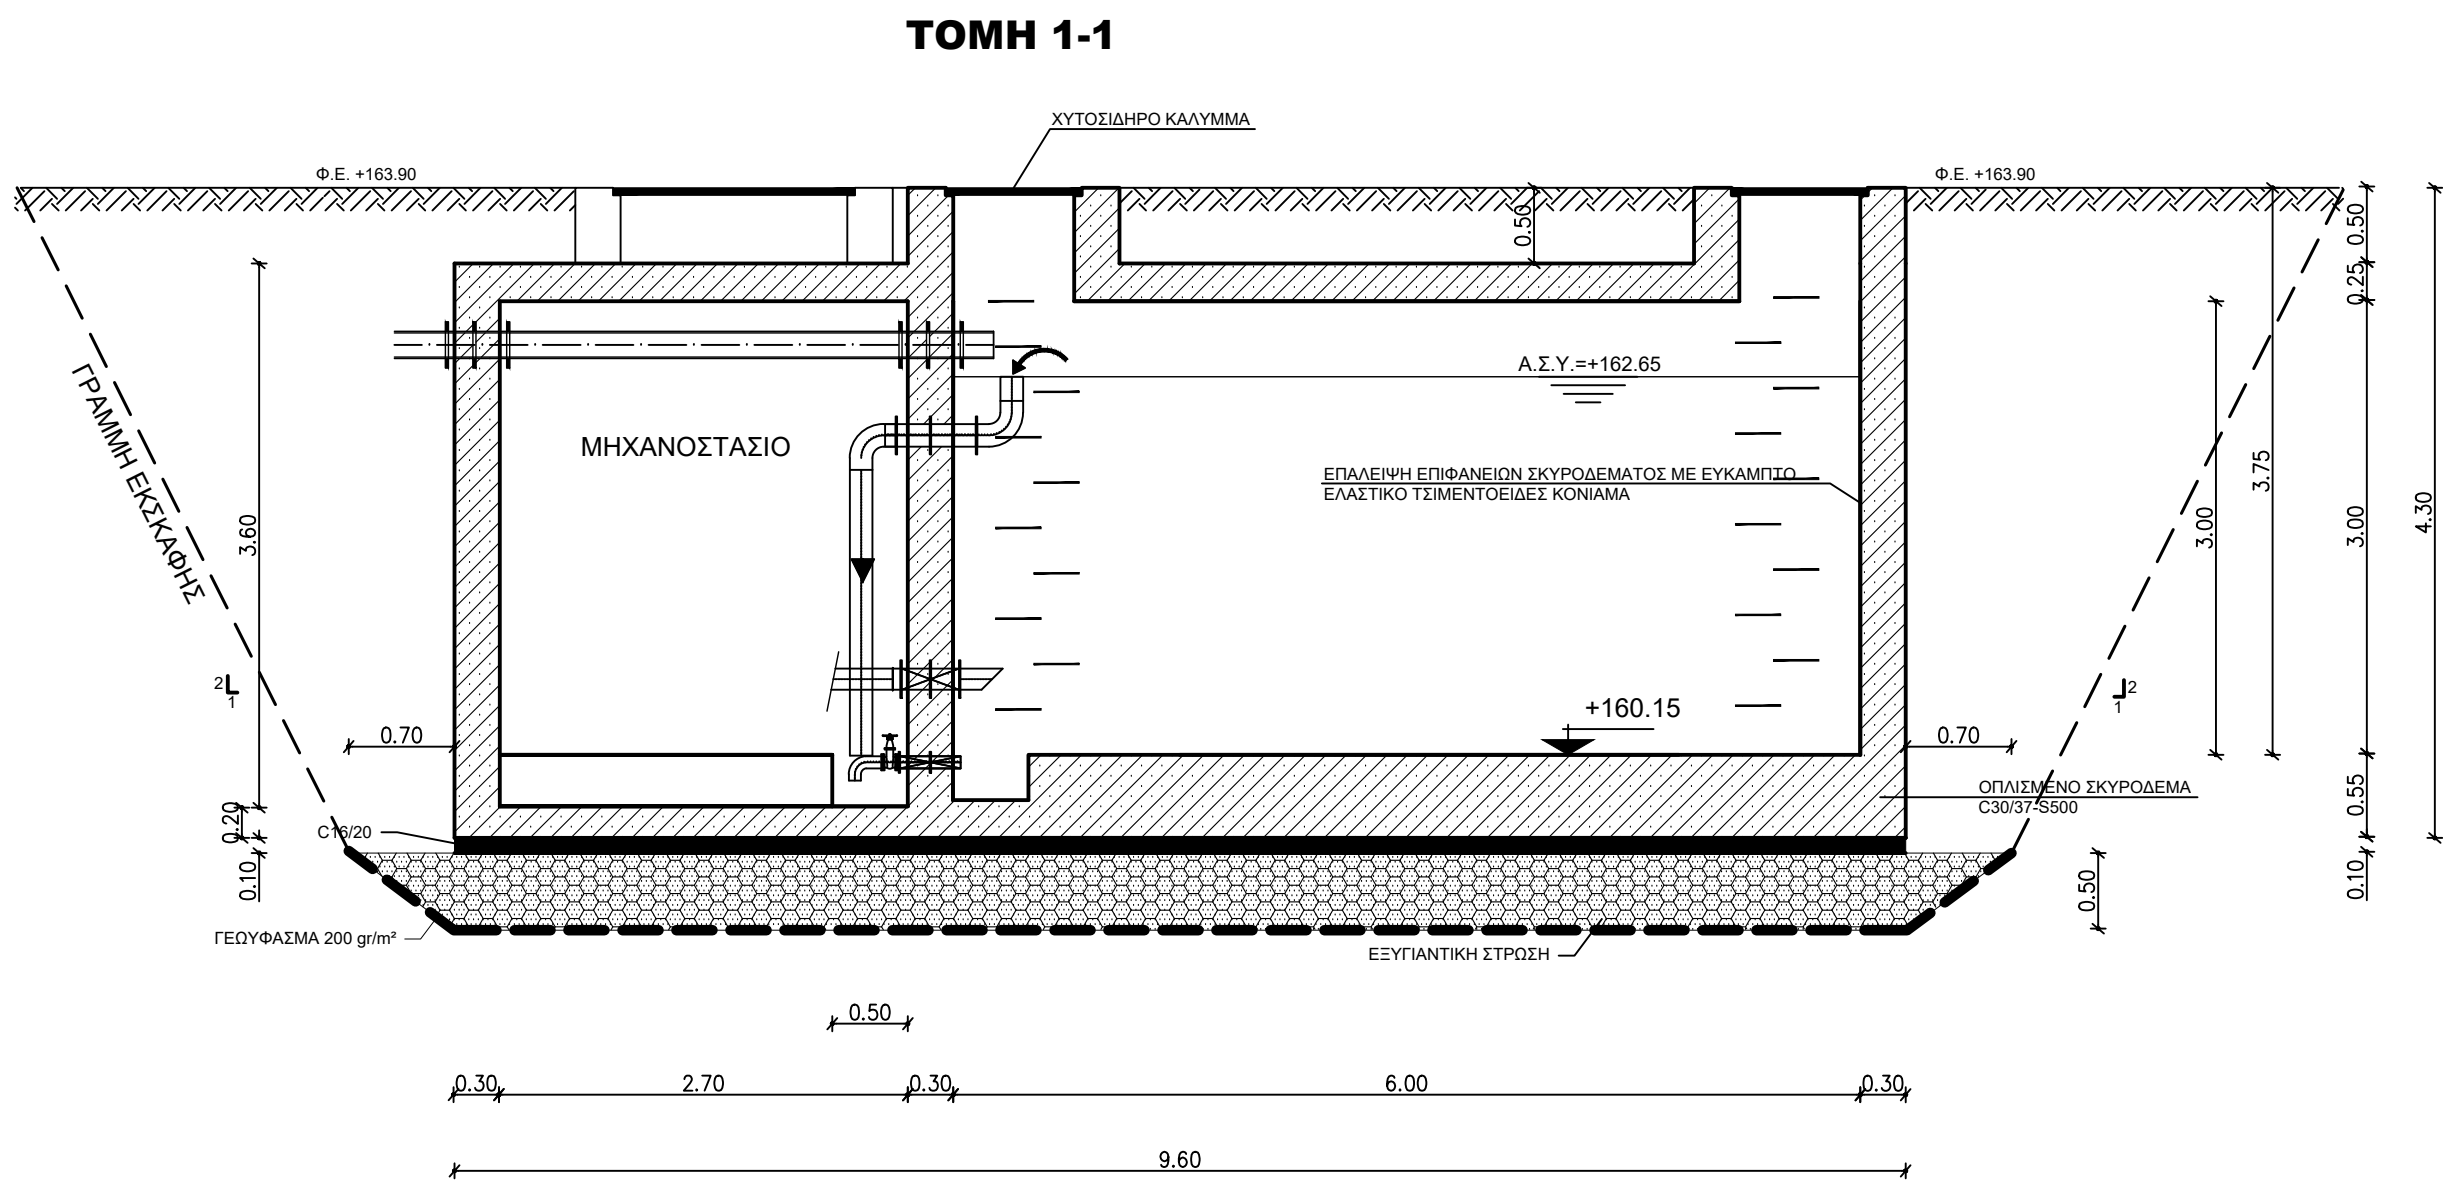 ΤΟΜΗ 1-1
ΧΥΤΟΣΙΔΗΡΟ ΚΑΛΥΜΜΑ
Φ.Ε. +163.90
Φ.Ε. +163.90
0.50
0.50
0.25
Α.Σ.Υ.=+162.65
ΓΡΑΜΜΗ ΕΚΣΚΑΦΗΣ
ΜΗΧΑΝΟΣΤΑΣΙΟ
ΕΠΑΛΕΙΨΗ ΕΠΙΦΑΝΕΙΩΝ ΣΚΥΡΟΔΕΜΑΤΟΣ ΜΕ ΕΥΚΑΜΠΤΟ
ΕΛΑΣΤΙΚΟ ΤΣΙΜΕΝΤΟΕΙΔΕΣ ΚΟΝΙΑΜΑ
3.60
3.00
3.75
3.00
4.30
2
1
2
1
+160.15
0.70
0.70
ΟΠΛΙΣΜΕΝΟ ΣΚΥΡΟΔΕΜΑ
C30/37-S500
0.55
0.20
C16/20
0.10
0.50
0.10
ΓΕΩΥΦΑΣΜΑ 200 gr/m²
ΕΞΥΓΙΑΝΤΙΚΗ ΣΤΡΩΣΗ
0.50
0.30
2.70
0.30
6.00
0.30
9.60